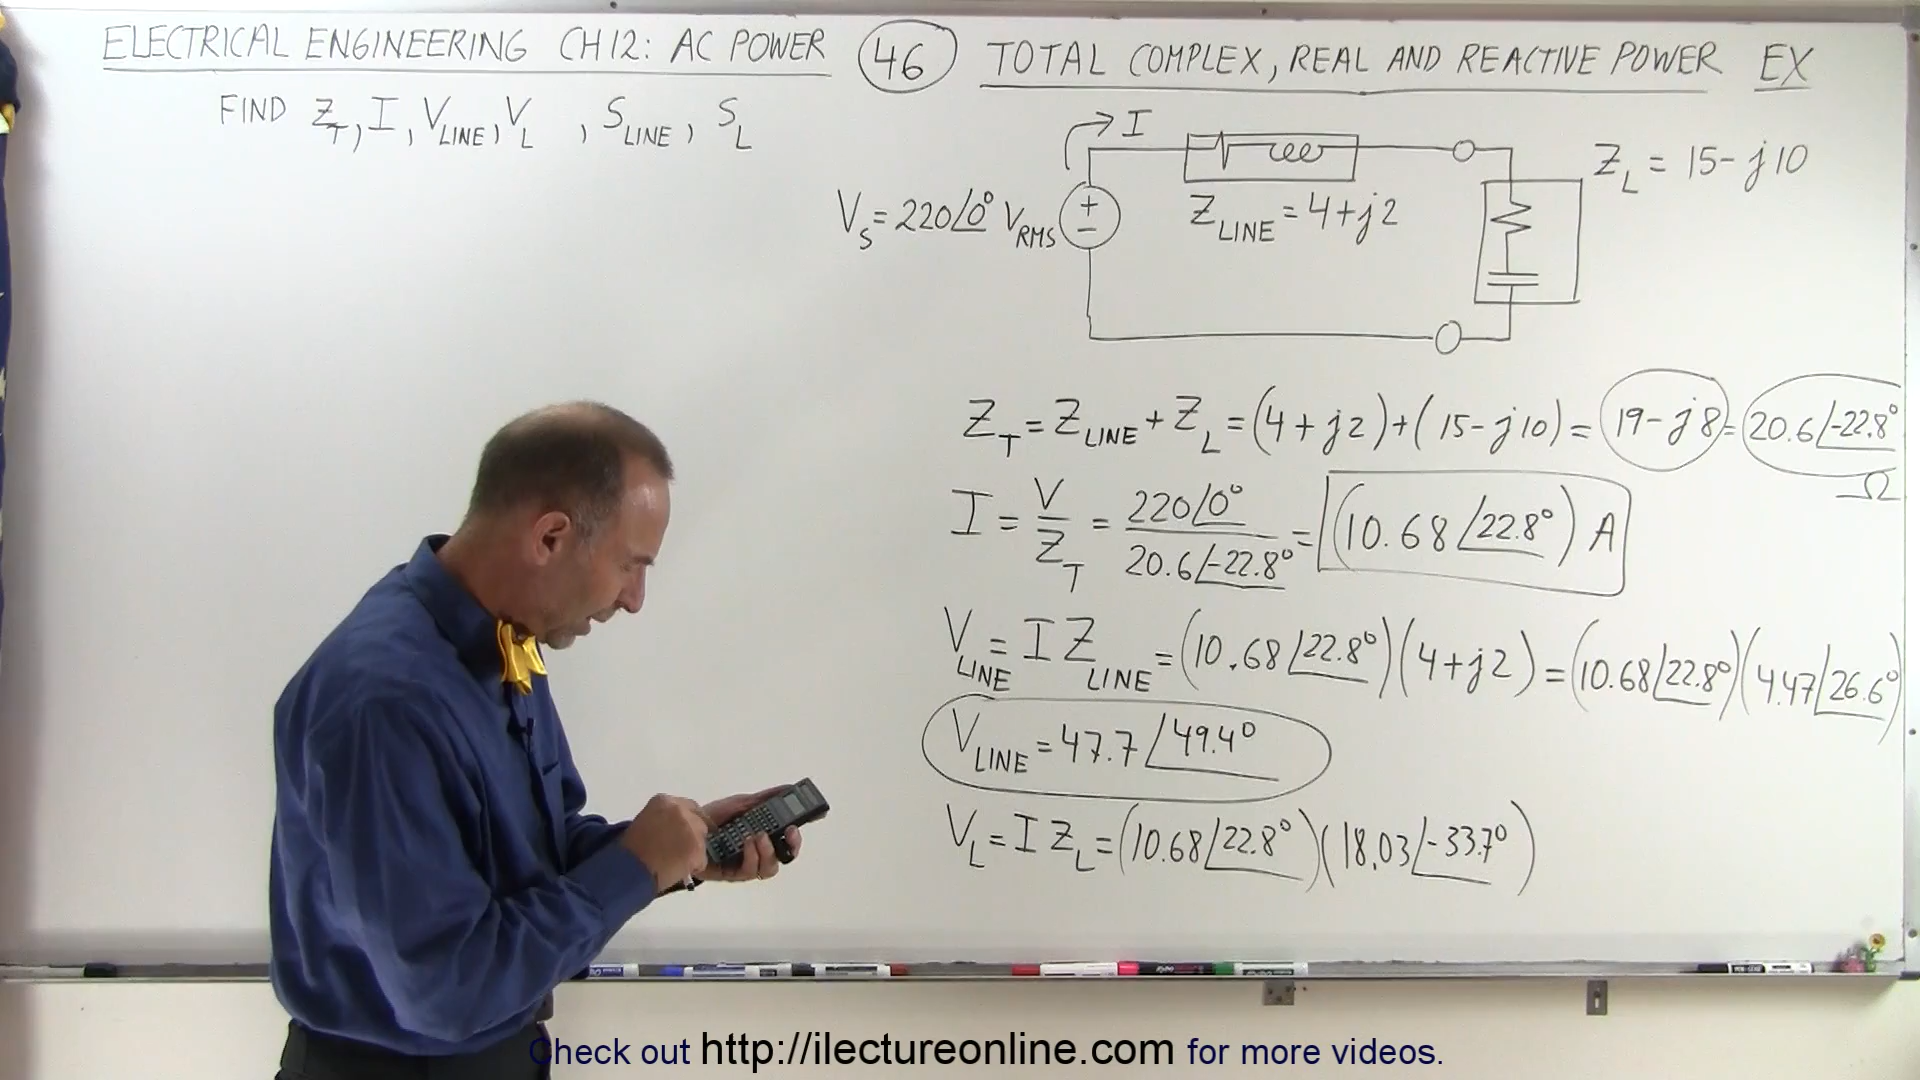 ELECTRICAL ENGINEERING CH12: AC POWER 46 TOTAL COMPLEX, REAL AND REACTIVE POWER EX
FIND Z_T, I, V_LINE, V_L , S_LINE, S_L
I
Z_L = 15-j10
V_S = 220∠0° V_RMS
+
−
Z_LINE = 4+j2
Z_T = Z_LINE + Z_L = (4+j2)+(15-j10) = 19-j8 = 20.6∠-22.8° Ω
I = V/Z_T = 220∠0° / 20.6∠-22.8° = (10.68∠22.8°) A
V_LINE = I Z_LINE = (10.68∠22.8°)(4+j2) = (10.68∠22.8°)(4.47∠26.6°)
V_LINE = 47.7∠49.4°
V_L = I Z_L = (10.68∠22.8°)(18.03∠-33.7°)
Check out http://ilectureonline.com for more videos.